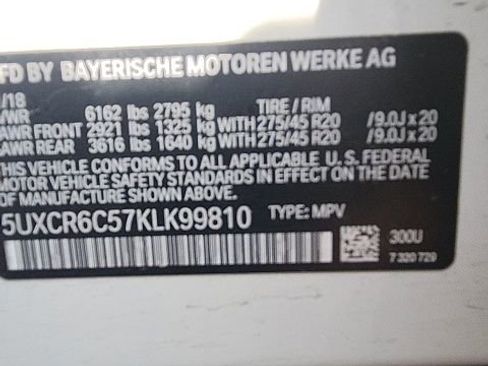 FD BY BAYERISCHE MOTOREN WERKE AG
/18
VWR 6162 lbs 2795 kg TIRE / RIM
AWR FRONT 2921 lbs 1325 kg WITH 275/45 R20 / 9.0J x 20
AWR REAR 3616 lbs 1640 kg WITH 275/45 R20 / 9.0J x 20
THIS VEHICLE CONFORMS TO ALL APPLICABLE U.S. FEDERAL
MOTOR VEHICLE SAFETY STANDARDS IN EFFECT ON THE
DATE OF MANUFACTURE SHOWN ABOVE.
5UXCR6C57KLK99810 TYPE: MPV
300U
7 320 729